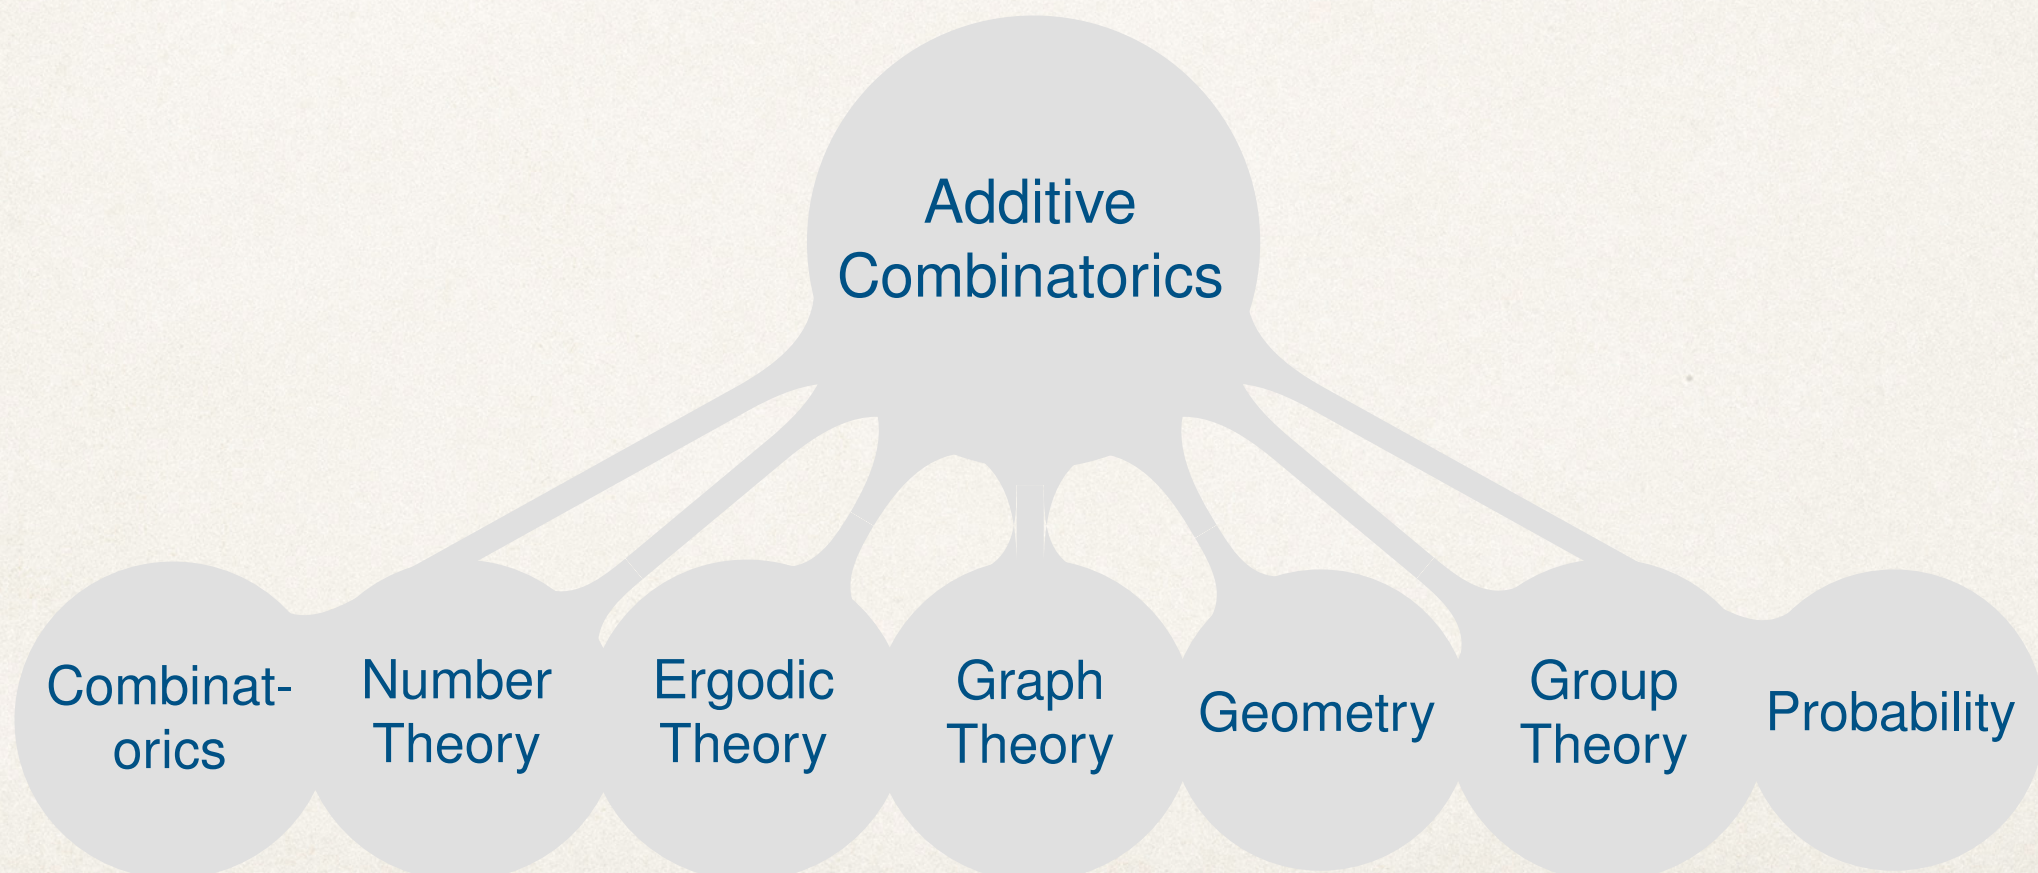 Additive
Combinatorics
Combinat-
orics
Number
Theory
Ergodic
Theory
Graph
Theory
Geometry
Group
Theory
Probability